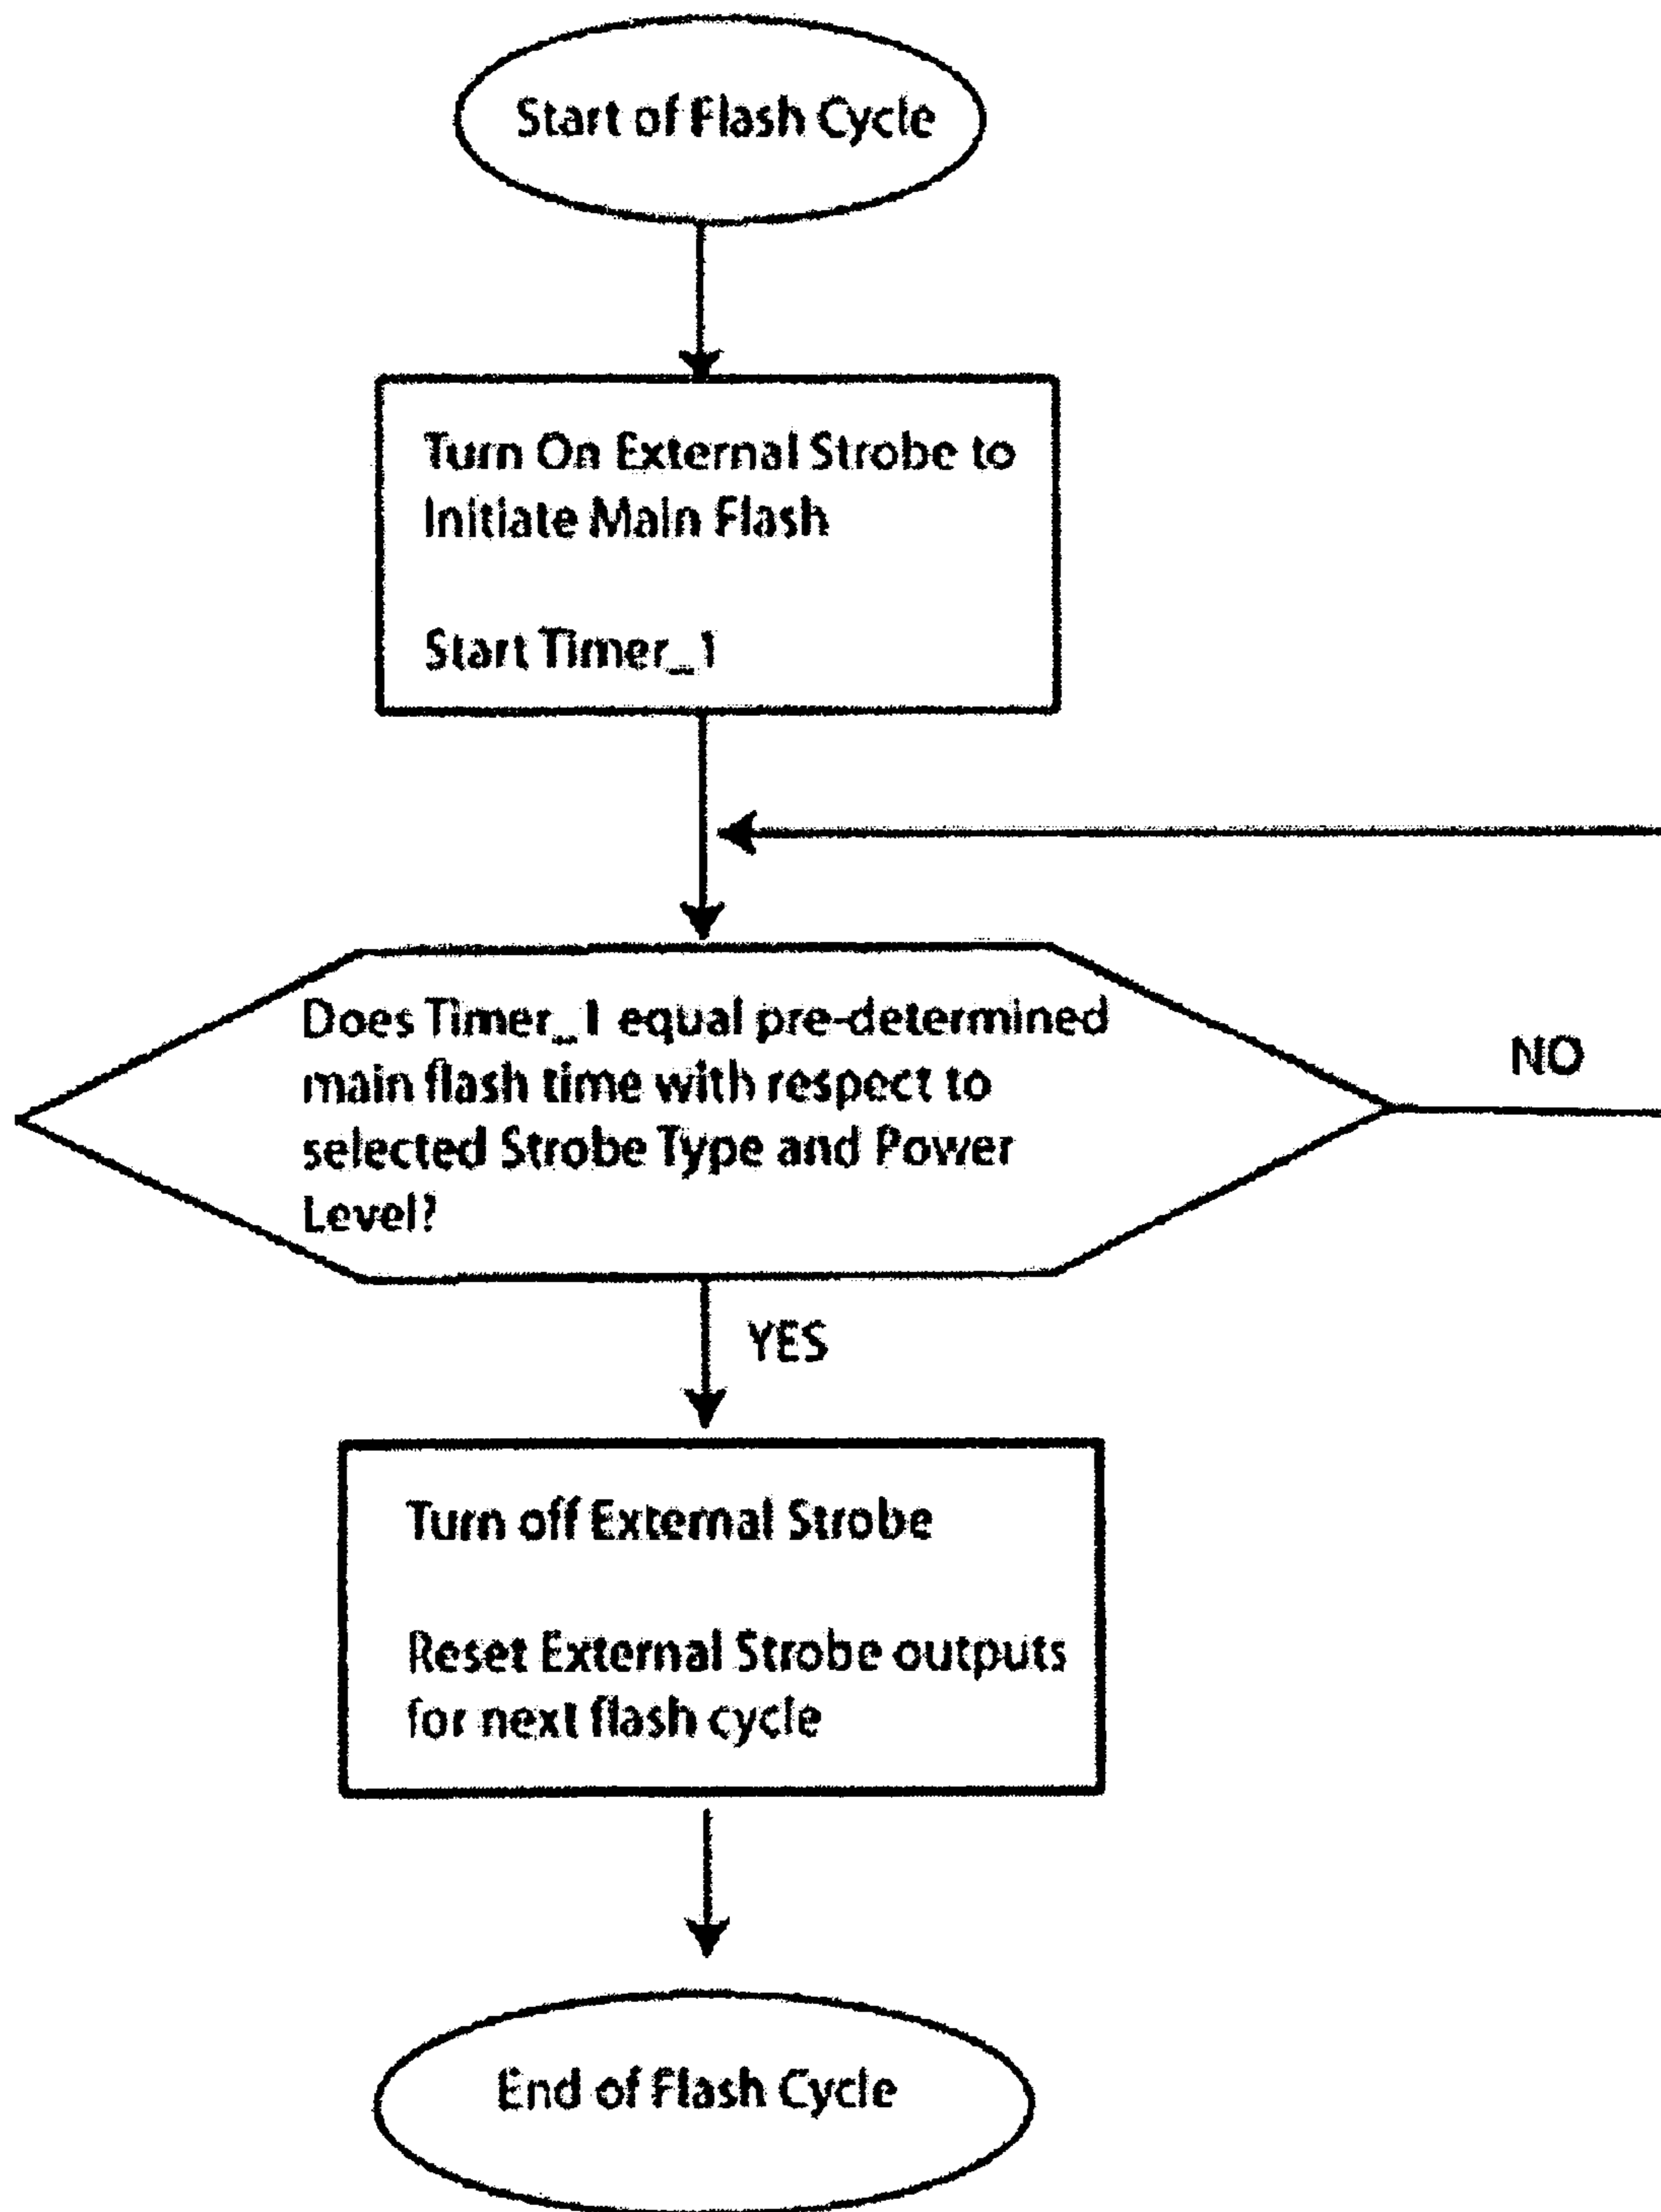 Start of Flash Cycle
Turn On External Strobe to
Initiate Main Flash
Start Timer_1
Does Timer_1 equal pre-determined
main flash time with respect to
selected Strobe Type and Power
Level?
NO
YES
Turn off External Strobe
Reset External Strobe outputs
for next flash cycle
End of Flash Cycle